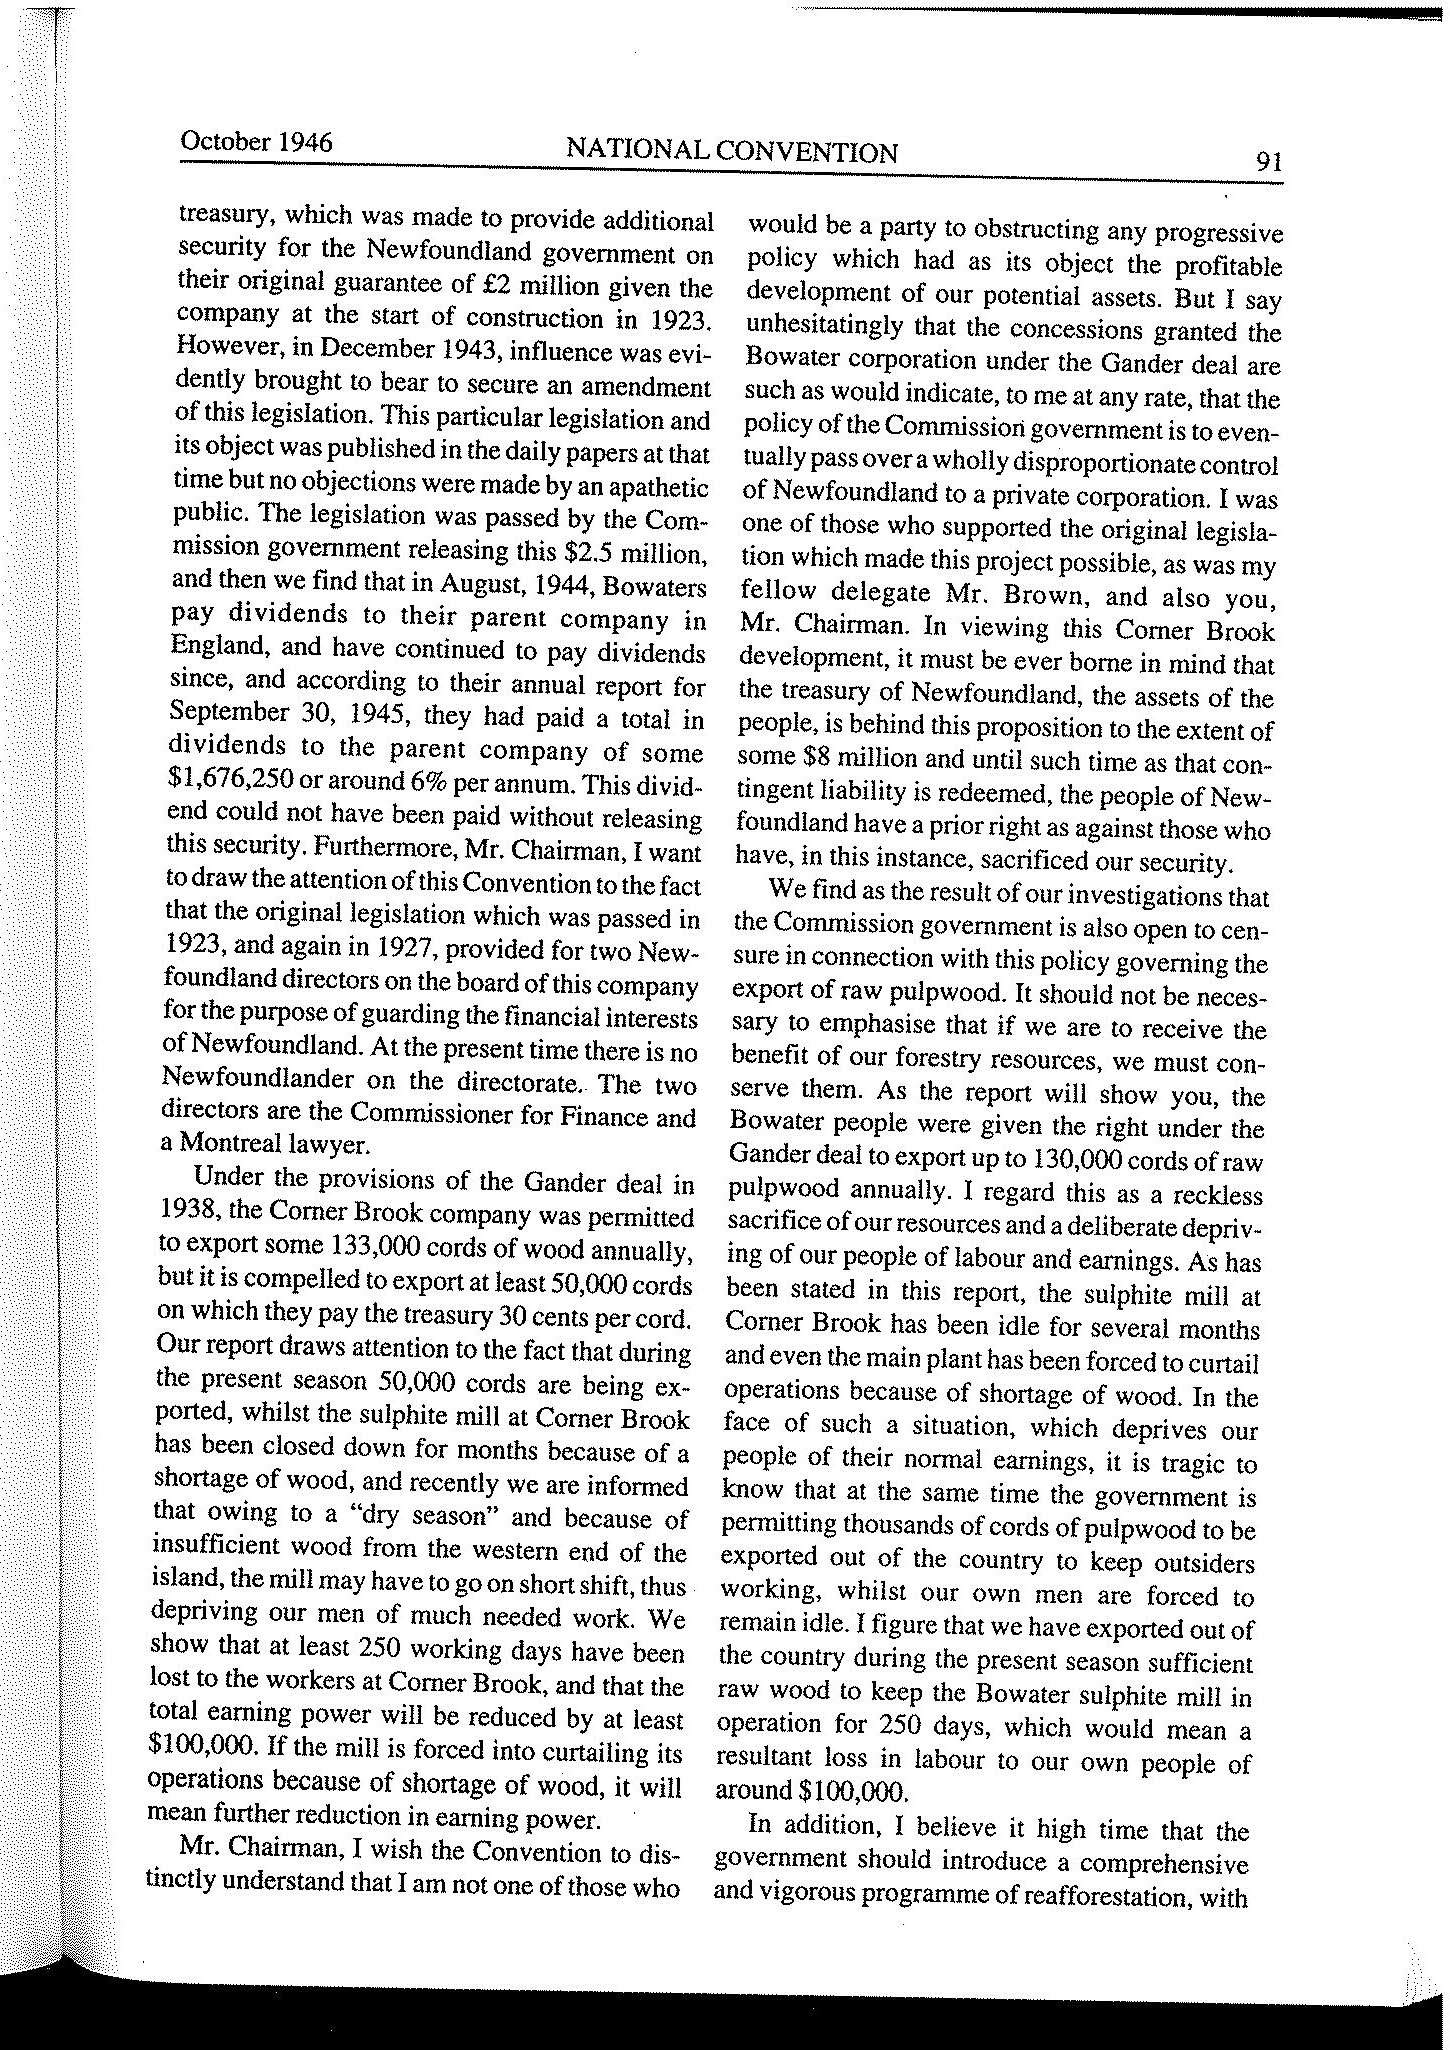 October 1946
NATIONAL CONVENTION
91
treasury, which was made to provide additional
security for the Newfoundland government on
their original guarantee of £2 million given the
company at the start of construction in 1923.
However, in December 1943, influence was evi-
dently brought to bear to secure an amendment
of this legislation. This particular legislation and
its object was published in the daily papers at that
time but no objections were made by an apathetic
public. The legislation was passed by the Com-
mission government releasing this $2.5 million,
and then we find that in August, 1944, Bowaters
pay dividends to their parent company in
England, and have continued to pay dividends
since, and according to their annual report for
September 30, 1945, they had paid a total in
dividends to the parent company of some
$1,676,250 or around 6% per annum. This divid-
end could not have been paid without releasing
this security. Furthermore, Mr. Chairman, I want
to draw the attention of this Convention to the fact
that the original legislation which was passed in
1923, and again in 1927, provided for two New-
foundland directors on the board of this company
for the purpose of guarding the financial interests
of Newfoundland. At the present time there is no
Newfoundlander on the directorate. The two
directors are the Commissioner for Finance and
a Montreal lawyer.
Under the provisions of the Gander deal in
1938, the Corner Brook company was permitted
to export some 133,000 cords of wood annually,
but it is compelled to export at least 50,000 cords
on which they pay the treasury 30 cents per cord.
Our report draws attention to the fact that during
the present season 50,000 cords are being ex-
ported, whilst the sulphite mill at Corner Brook
has been closed down for months because of a
shortage of wood, and recently we are informed
that owing to a “dry season” and because of
insufficient wood from the western end of the
island, the mill may have to go on short shift, thus
depriving our men of much needed work. We
show that at least 250 working days have been
lost to the workers at Corner Brook, and that the
total earning power will be reduced by at least
$100,000. If the mill is forced into curtailing its
operations because of shortage of wood, it will
mean further reduction in earning power.
Mr. Chairman, I wish the Convention to dis-
tinctly understand that I am not one of those who
would be a party to obstructing any progressive
policy which had as its object the profitable
development of our potential assets. But I say
unhesitatingly that the concessions granted the
Bowater corporation under the Gander deal are
such as would indicate, to me at any rate, that the
policy of the Commission government is to even-
tually pass over a wholly disproportionate control
of Newfoundland to a private corporation. I was
one of those who supported the original legisla-
tion which made this project possible, as was my
fellow delegate Mr. Brown, and also you,
Mr. Chairman. In viewing this Corner Brook
development, it must be ever borne in mind that
the treasury of Newfoundland, the assets of the
people, is behind this proposition to the extent of
some $8 million and until such time as that con-
tingent liability is redeemed, the people of New-
foundland have a prior right as against those who
have, in this instance, sacrificed our security.
We find as the result of our investigations that
the Commission government is also open to cen-
sure in connection with this policy governing the
export of raw pulpwood. It should not be neces-
sary to emphasise that if we are to receive the
benefit of our forestry resources, we must con-
serve them. As the report will show you, the
Bowater people were given the right under the
Gander deal to export up to 130,000 cords of raw
pulpwood annually. I regard this as a reckless
sacrifice of our resources and a deliberate depriv-
ing of our people of labour and earnings. As has
been stated in this report, the sulphite mill at
Corner Brook has been idle for several months
and even the main plant has been forced to curtail
operations because of shortage of wood. In the
face of such a situation, which deprives our
people of their normal earnings, it is tragic to
know that at the same time the government is
permitting thousands of cords of pulpwood to be
exported out of the country to keep outsiders
working, whilst our own men are forced to
remain idle. I figure that we have exported out of
the country during the present season sufficient
raw wood to keep the Bowater sulphite mill in
operation for 250 days, which would mean a
resultant loss in labour to our own people of
around $100,000.
In addition, I believe it high time that the
government should introduce a comprehensive
and vigorous programme of reafforestation, with